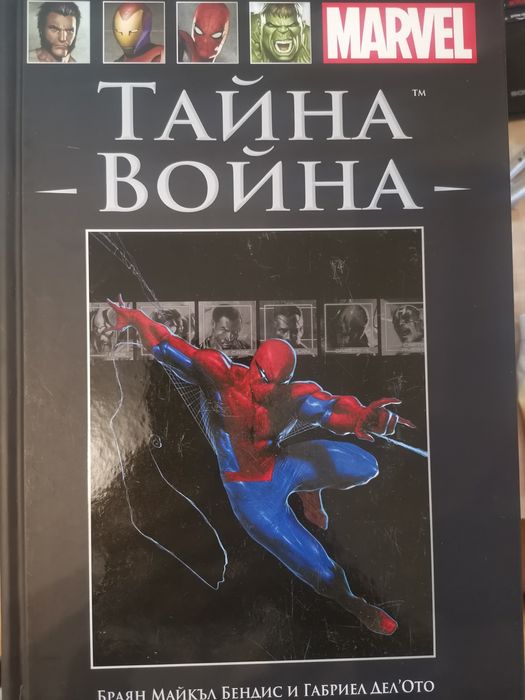 MARVEL
ТАЙНА™
ВОЙНА
БРАЯН МАЙКЪЛ БЕНДИС И ГАБРИЕЛ ДЕЛ'ОТО